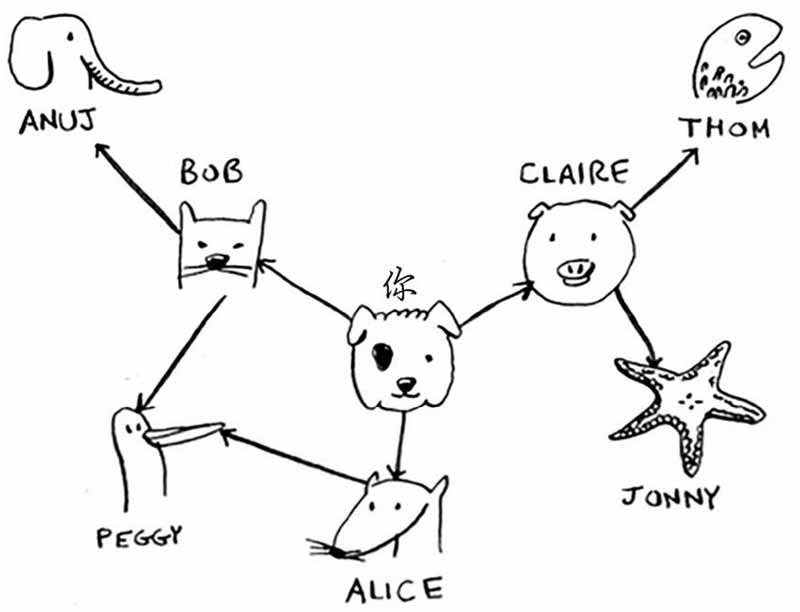 ANUJ
THOM
BOB
CLAIRE
你
PEGGY
JONNY
ALICE